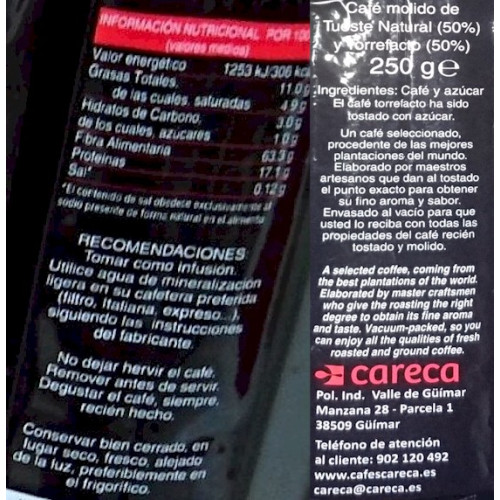 INFORMACIÓN NUTRICIONAL POR 100
(valores medios)
Valor energético 1253 kJ/306 kcal
Grasas Totales, 11.0 g
de las cuales, saturadas 4.9 g
Hidratos de Carbono, 3.0 g
de los cuales, azúcares 1.0 g
Fibra Alimentaria 63.3 g
Proteínas 17.1 g
Sal* 0.12 g
*El contenido de sal obedece exclusivamente al
sodio presente de forma natural en el alimento
RECOMENDACIONES:
Tomar como infusión.
Utilice agua de mineralización
ligera en su cafetera preferida
(filtro, italiana, expreso...),
siguiendo las instrucciones
del fabricante.
No dejar hervir el café.
Remover antes de servir.
Degustar el café, siempre,
recién hecho.
Conservar bien cerrado, en
lugar seco, fresco, alejado
de la luz, preferiblemente en
el frigorífico.
Café molido de
Tueste Natural (50%)
y Torrefacto (50%)
250 g e
Ingredientes: Café y azúcar
El café torrefacto ha sido
tostado con azúcar.
Un café seleccionado,
procedente de las mejores
plantaciones del mundo.
Elaborado por maestros
artesanos que dan al tostado
el punto exacto para obtener
su fino aroma y sabor.
Envasado al vacío para que
usted lo reciba con todas las
propiedades del café recién
tostado y molido.
A selected coffee, coming from
the best plantations of the world.
Elaborated by master craftsmen
who give the roasting the right
degree to obtain its fine aroma
and taste. Vacuum-packed, so you
can enjoy all the qualities of fresh
roasted and ground coffee.
careca
Pol. Ind. Valle de Güímar
Manzana 28 - Parcela 1
38509 Güímar
Teléfono de atención
al cliente: 902 120 492
www.cafescareca.es
careca@careca.es